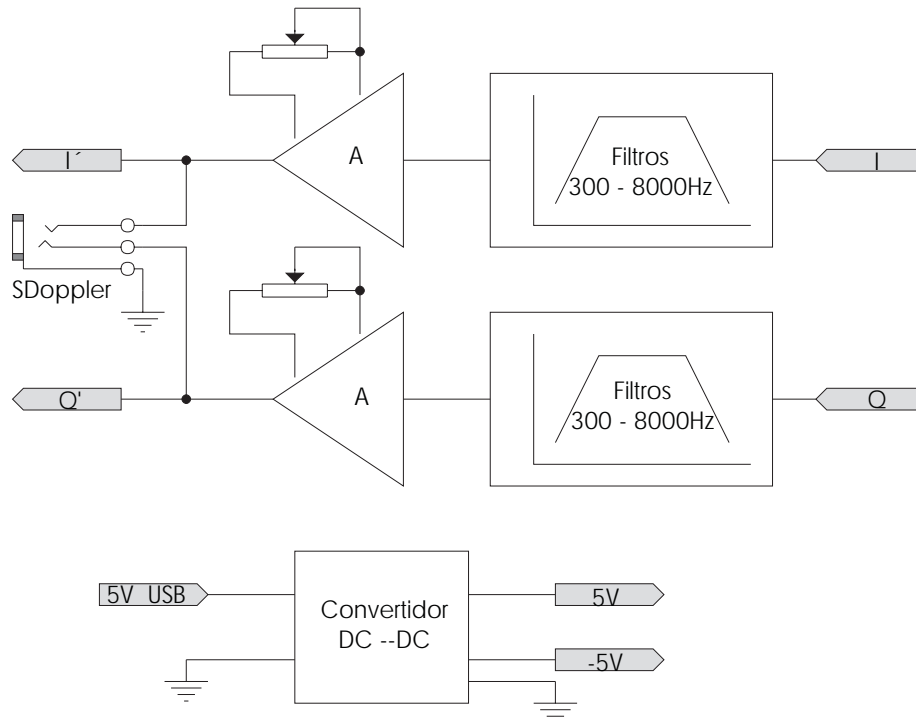 I´
A
Filtros
300 - 8000Hz
I
SDoppler
Q'
A
Filtros
300 - 8000Hz
Q
5V USB
Convertidor
DC --DC
5V
-5V